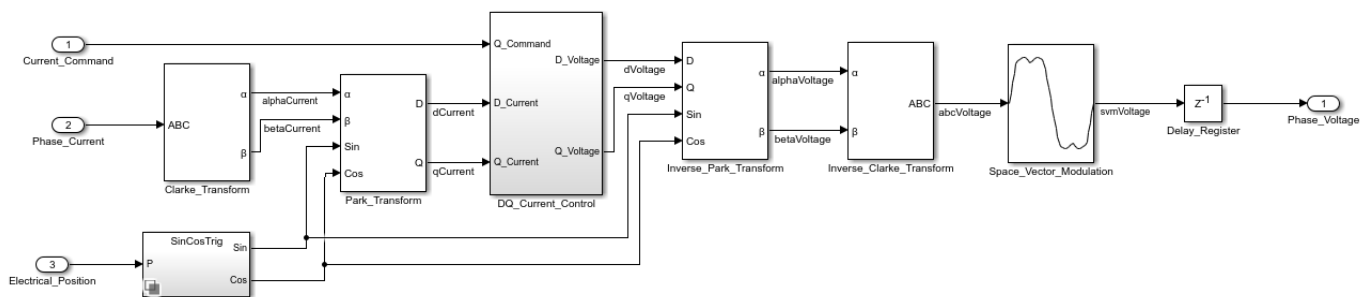 1
Current_Command
2
Phase_Current
ABC
α
β
Clarke_Transform
alphaCurrent
betaCurrent
α
β
Sin
Cos
D
Q
Park_Transform
dCurrent
qCurrent
Q_Command
D_Current
Q_Current
D_Voltage
Q_Voltage
DQ_Current_Control
dVoltage
qVoltage
D
Q
Sin
Cos
α
β
Inverse_Park_Transform
alphaVoltage
betaVoltage
α
β
ABC
Inverse_Clarke_Transform
abcVoltage
Space_Vector_Modulation
svmVoltage
Z-1
Delay_Register
1
Phase_Voltage
3
Electrical_Position
SinCosTrig
P
Sin
Cos